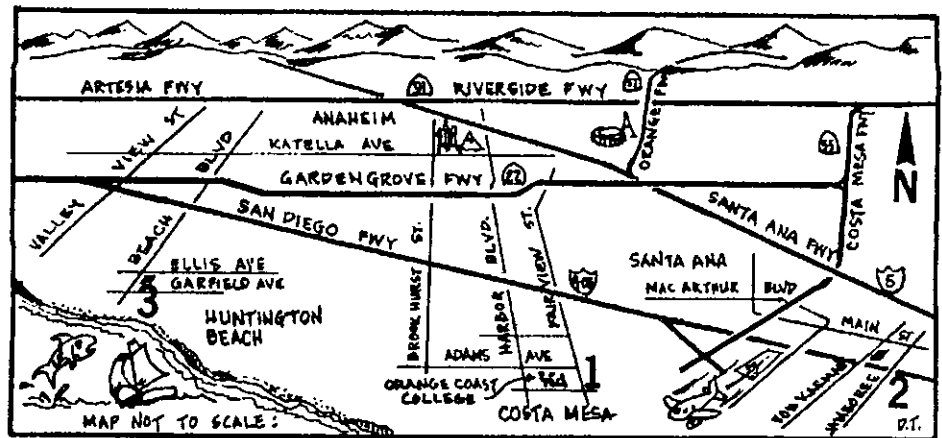 ARTESIA FWY
91
RIVERSIDE FWY
57
ORANGE FWY
ANAHEIM
KATELLA AVE
55
COSTA MESA FWY
N
VALLEY VIEW ST
BEACH BLVD
GARDEN GROVE FWY
22
SAN DIEGO FWY
SANTA ANA FWY
5
BROOKHURST ST.
HARBOR BLVD.
FAIRVIEW ST.
405
SANTA ANA
MAC ARTHUR BLVD
MAIN ST
ELLIS AVE
GARFIELD AVE
3
HUNTINGTON BEACH
ADAMS AVE
ORANGE COAST
COLLEGE
1
COSTA MESA
VON KARMAN
2
MAP NOT TO SCALE:
D.T.